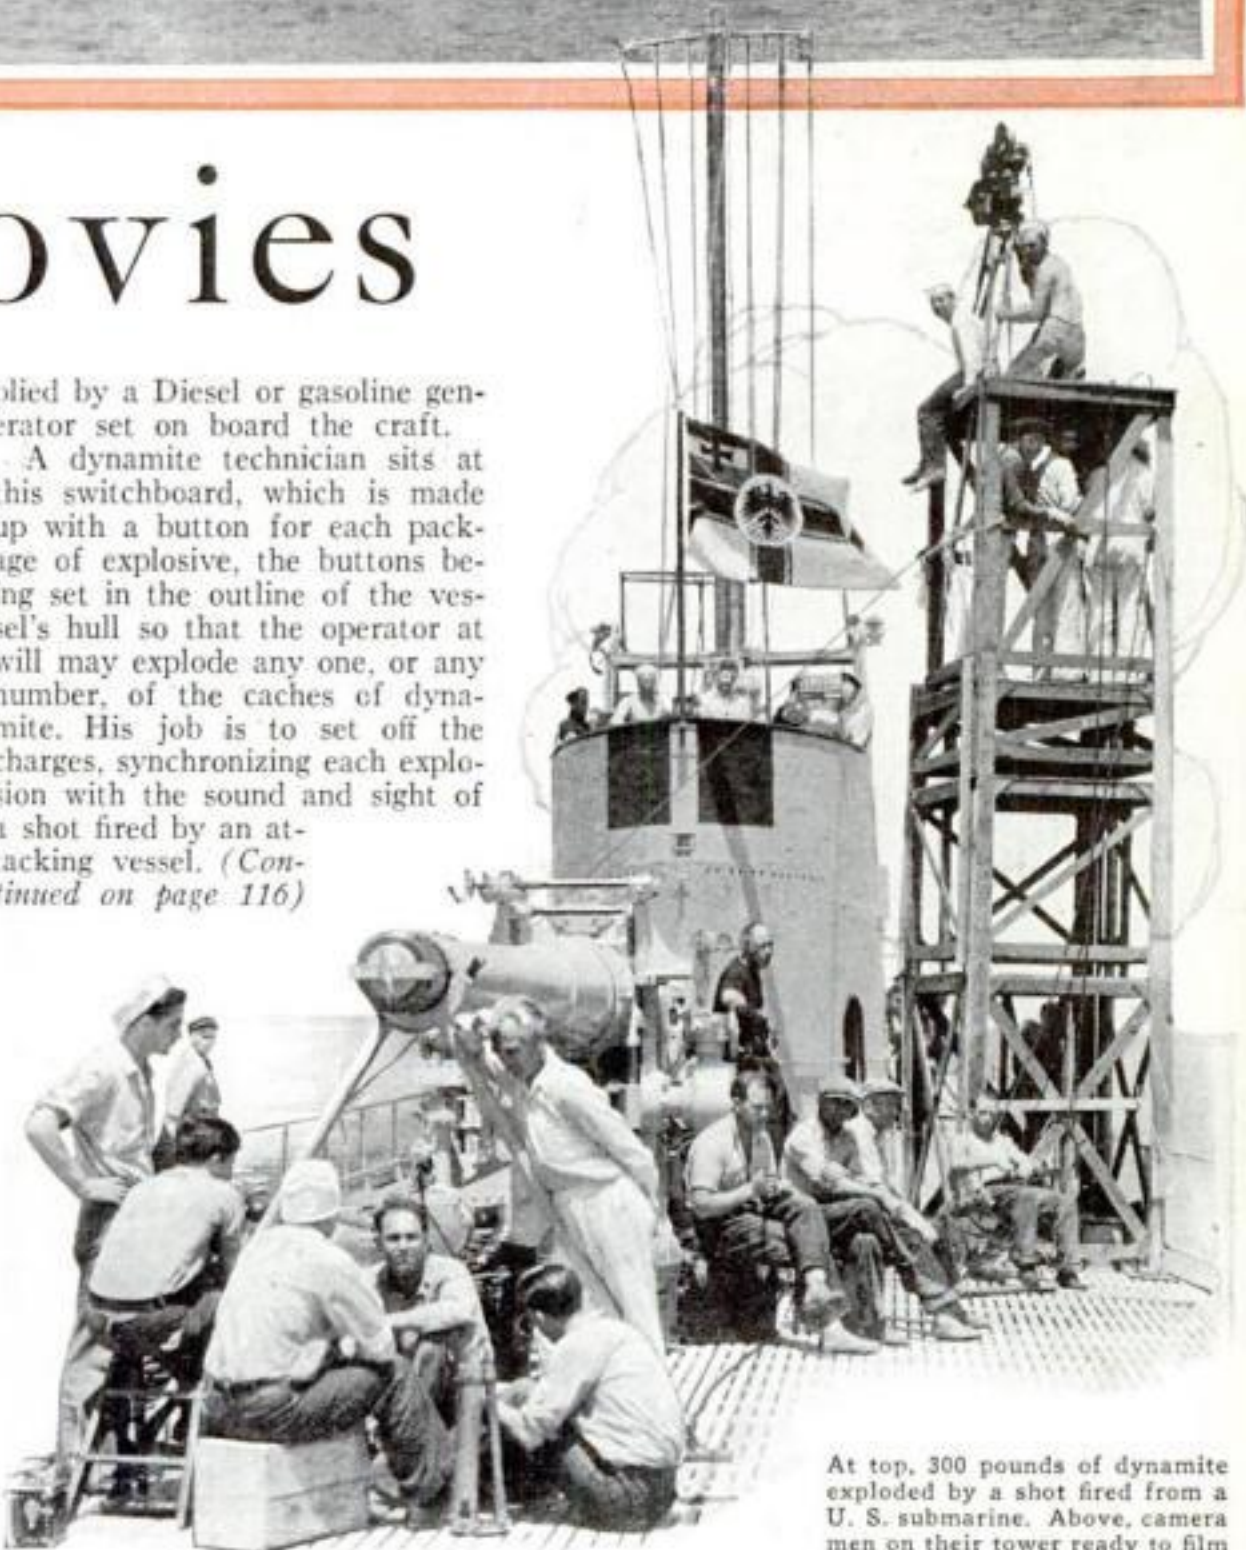 ovies
plied by a Diesel or gasoline gen-
erator set on board the craft.
A dynamite technician sits at
his switchboard, which is made
up with a button for each pack-
age of explosive, the buttons be-
ing set in the outline of the ves-
sel's hull so that the operator at
will may explode any one, or any
number, of the caches of dyna-
mite. His job is to set off the
charges, synchronizing each explo-
sion with the sound and sight of
a shot fired by an at-
tacking vessel. (Con-
tinued on page 116)
At top, 300 pounds of dynamite
exploded by a shot fired from a
U. S. submarine. Above, camera
men on their tower ready to film